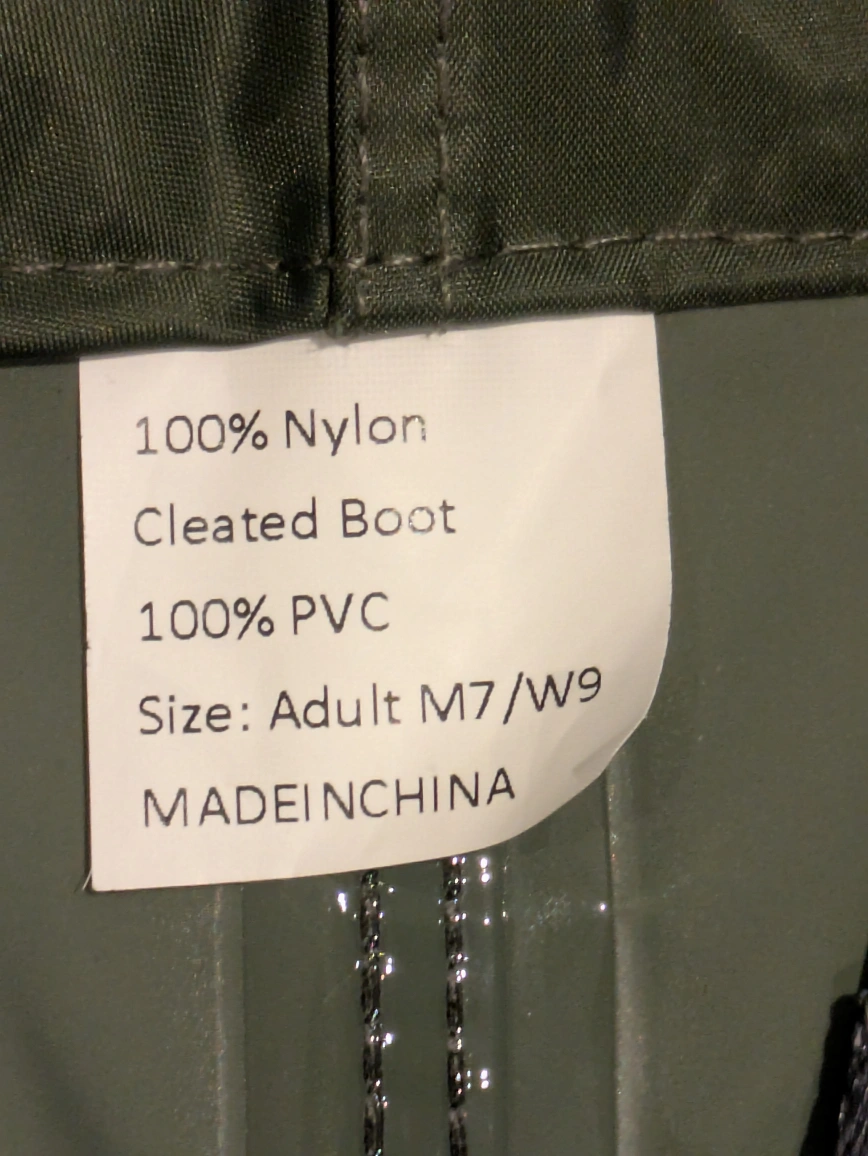 100% Nylon
Cleated Boot
100% PVC
Size: Adult M7/W9
MADEINCHINA